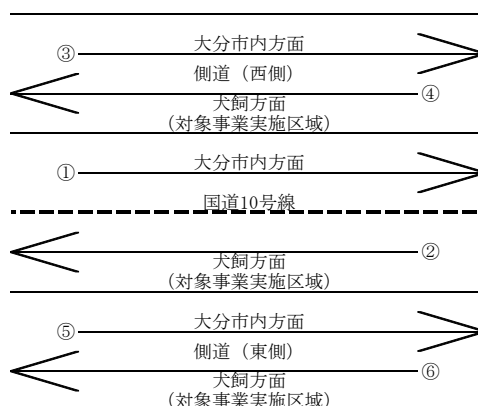 大分市内方面
③
側道（西側）
④
犬飼方面
(対象事業実施区域)
大分市内方面
①
国道10号線
②
犬飼方面
(対象事業実施区域)
大分市内方面
⑤
側道（東側）
⑥
犬飼方面
(対象事業実施区域)